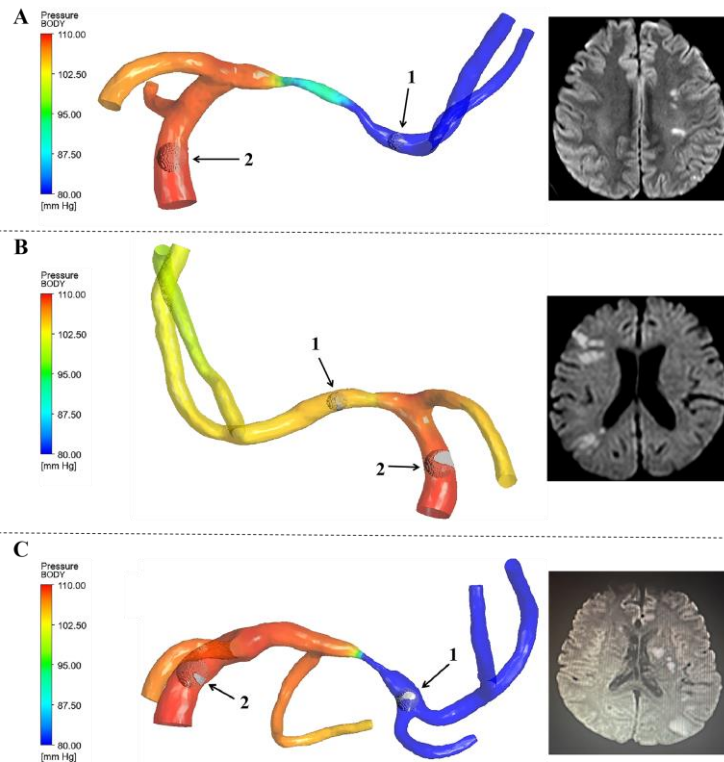 A
Pressure
BODY
110.00
102.50
95.00
87.50
80.00
[mm Hg]
1
2
B
Pressure
BODY
110.00
102.50
95.00
87.50
80.00
[mm Hg]
1
2
C
Pressure
BODY
110.00
102.50
95.00
87.50
80.00
[mm Hg]
1
2